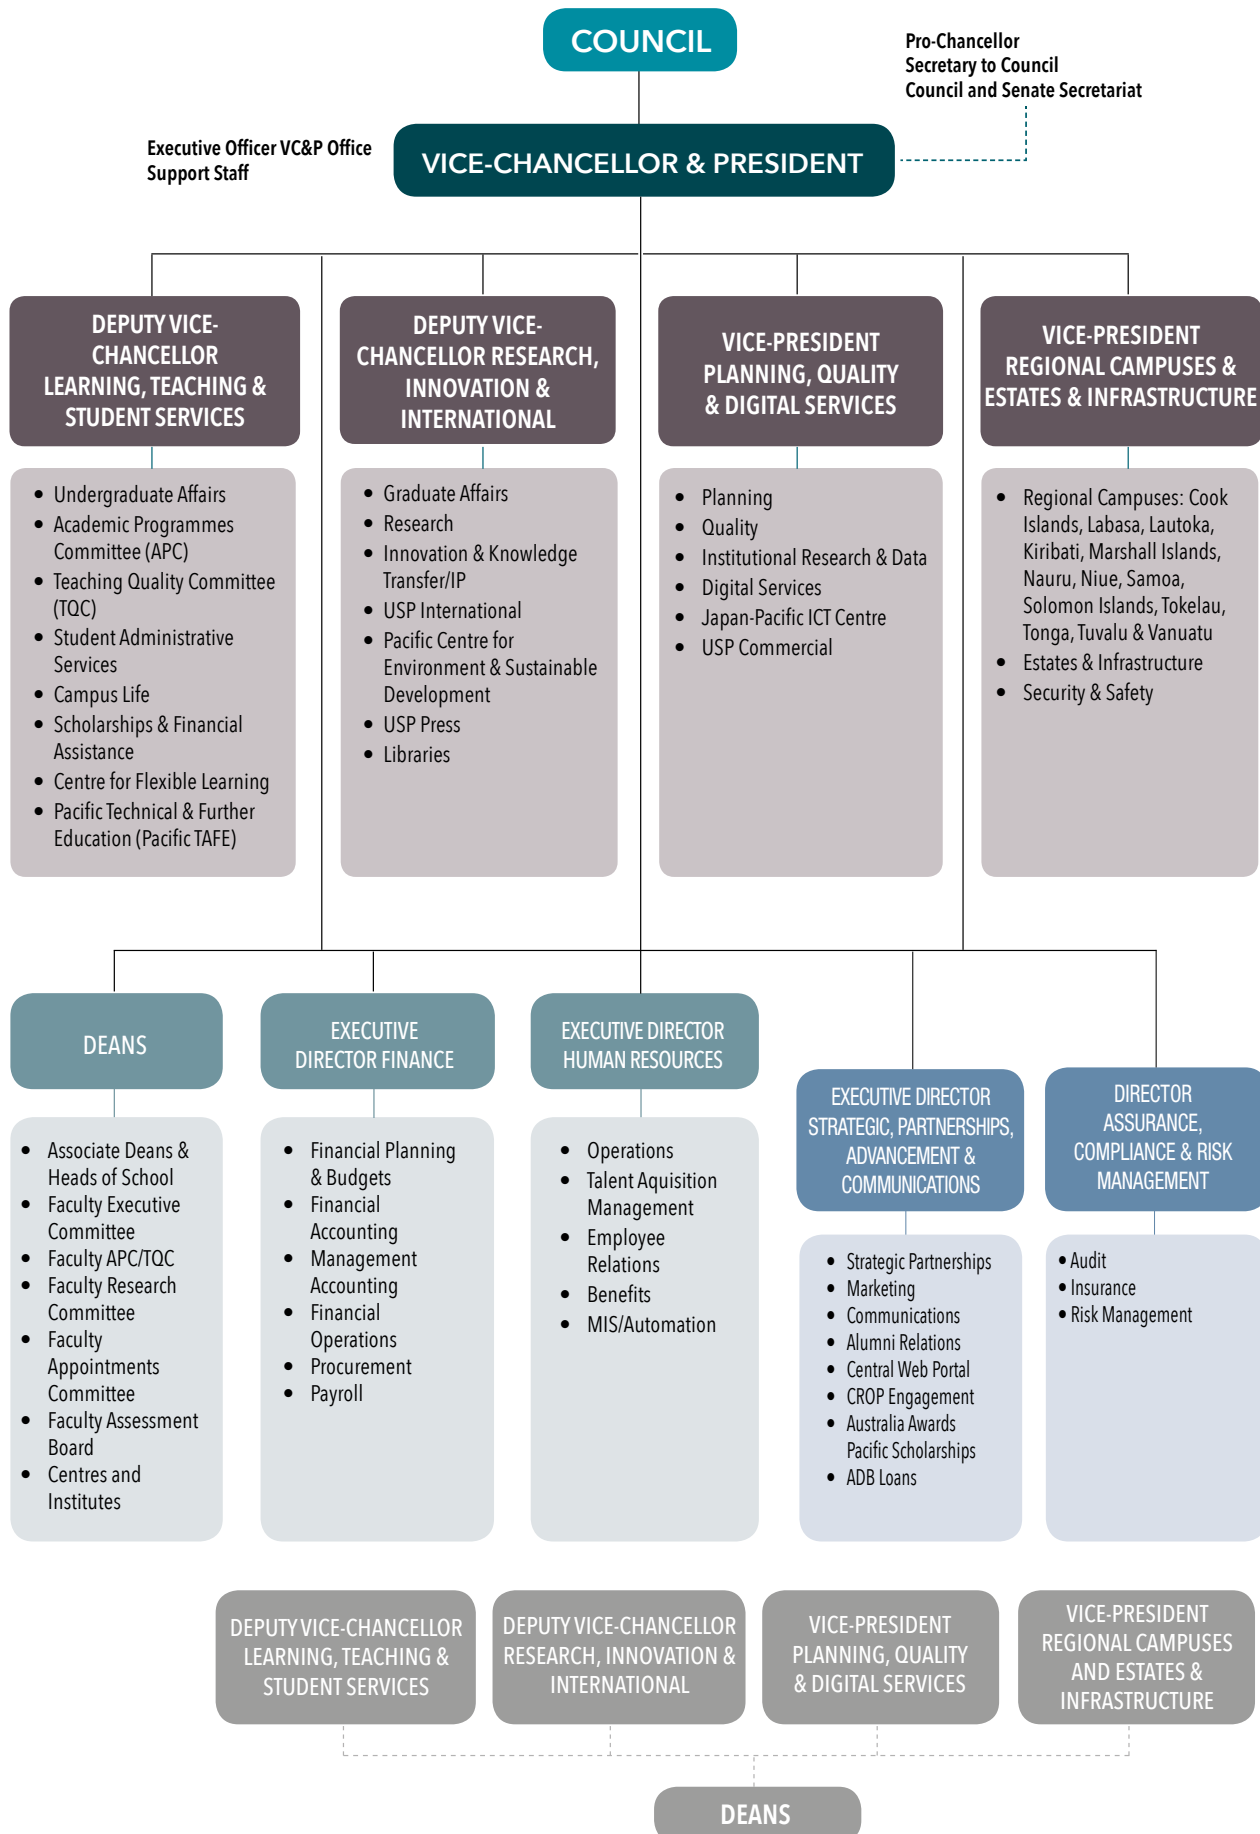 COUNCIL
Pro-Chancellor
Secretary to Council
Council and Senate Secretariat
Executive Officer VC&P Office
Support Staff
VICE-CHANCELLOR & PRESIDENT
DEPUTY VICE-
CHANCELLOR
LEARNING, TEACHING &
STUDENT SERVICES
• Undergraduate Affairs
• Academic Programmes
Committee (APC)
• Teaching Quality Committee
(TQC)
• Student Administrative
Services
• Campus Life
• Scholarships & Financial
Assistance
• Centre for Flexible Learning
• Pacific Technical & Further
Education (Pacific TAFE)
DEPUTY VICE-
CHANCELLOR RESEARCH,
INNOVATION &
INTERNATIONAL
• Graduate Affairs
• Research
• Innovation & Knowledge
Transfer/IP
• USP International
• Pacific Centre for
Environment & Sustainable
Development
• USP Press
• Libraries
VICE-PRESIDENT
PLANNING, QUALITY
& DIGITAL SERVICES
• Planning
• Quality
• Institutional Research & Data
• Digital Services
• Japan-Pacific ICT Centre
• USP Commercial
VICE-PRESIDENT
REGIONAL CAMPUSES &
ESTATES & INFRASTRUCTURE
• Regional Campuses: Cook
Islands, Labasa, Lautoka,
Kiribati, Marshall Islands,
Nauru, Niue, Samoa,
Solomon Islands, Tokelau,
Tonga, Tuvalu & Vanuatu
• Estates & Infrastructure
• Security & Safety
DEANS
• Associate Deans &
Heads of School
• Faculty Executive
Committee
• Faculty APC/TQC
• Faculty Research
Committee
• Faculty
Appointments
Committee
• Faculty Assessment
Board
• Centres and
Institutes
EXECUTIVE
DIRECTOR FINANCE
• Financial Planning
& Budgets
• Financial
Accounting
• Management
Accounting
• Financial
Operations
• Procurement
• Payroll
EXECUTIVE DIRECTOR
HUMAN RESOURCES
• Operations
• Talent Aquisition
Management
• Employee
Relations
• Benefits
• MIS/Automation
EXECUTIVE DIRECTOR
STRATEGIC, PARTNERSHIPS,
ADVANCEMENT &
COMMUNICATIONS
• Strategic Partnerships
• Marketing
• Communications
• Alumni Relations
• Central Web Portal
• CROP Engagement
• Australia Awards
Pacific Scholarships
• ADB Loans
DIRECTOR
ASSURANCE,
COMPLIANCE & RISK
MANAGEMENT
• Audit
• Insurance
• Risk Management
DEPUTY VICE-CHANCELLOR
LEARNING, TEACHING &
STUDENT SERVICES
DEPUTY VICE-CHANCELLOR
RESEARCH, INNOVATION &
INTERNATIONAL
VICE-PRESIDENT
PLANNING, QUALITY
& DIGITAL SERVICES
VICE-PRESIDENT
REGIONAL CAMPUSES
AND ESTATES &
INFRASTRUCTURE
DEANS